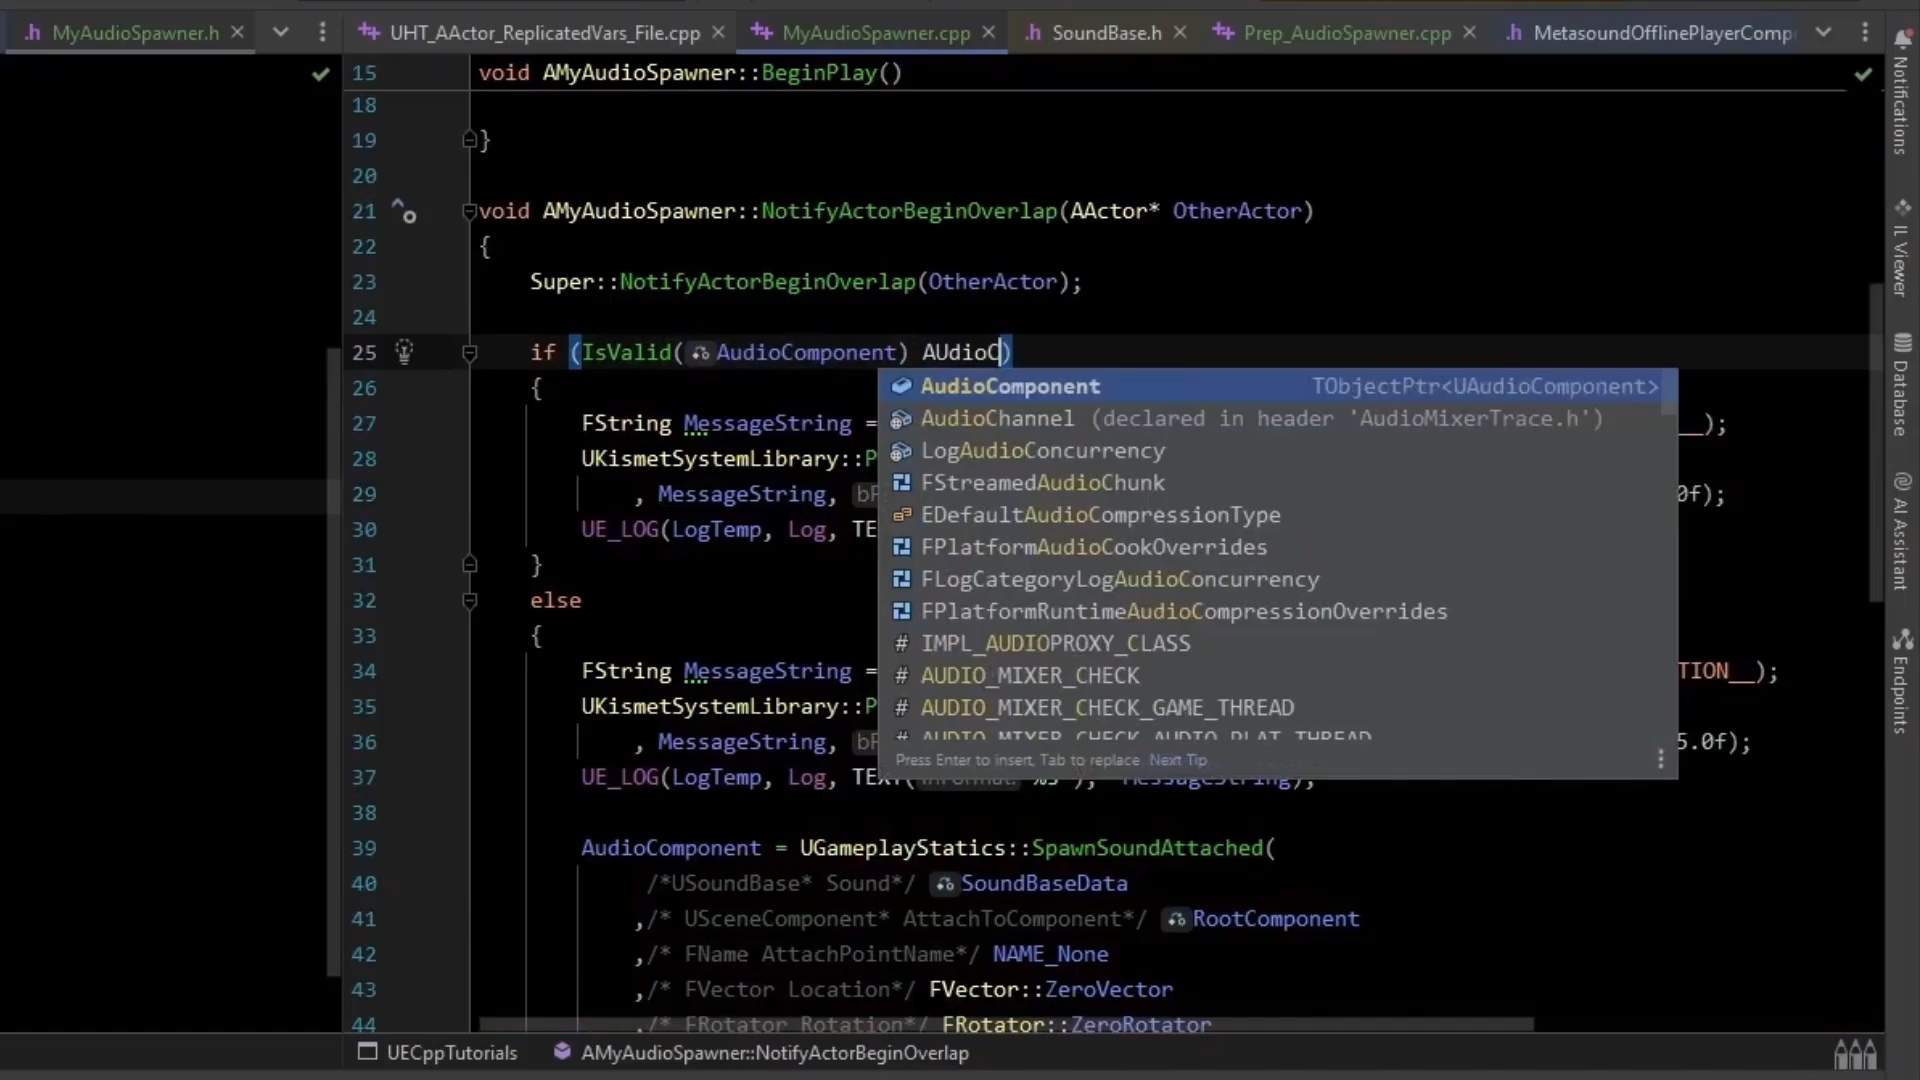 MyAudioSpawner.h
UHT_AActor_ReplicatedVars_File.cpp
MyAudioSpawner.cpp
SoundBase.h
Prep_AudioSpawner.cpp
MetasoundOfflinePlayerComp
15 void AMyAudioSpawner::BeginPlay()
18
19 }
20
21 void AMyAudioSpawner::NotifyActorBeginOverlap(AActor* OtherActor)
22 {
23 Super::NotifyActorBeginOverlap(OtherActor);
24
25 if (IsValid(AudioComponent) AUdioC)
26 {
AudioComponent TObjectPtr<UAudioComponent>
AudioChannel (declared in header 'AudioMixerTrace.h')
LogAudioConcurrency
FStreamedAudioChunk
EDefaultAudioCompressionType
FPlatformAudioCookOverrides
FLogCategoryLogAudioConcurrency
FPlatformRuntimeAudioCompressionOverrides
# IMPL_AUDIOPROXY_CLASS
# AUDIO_MIXER_CHECK
# AUDIO_MIXER_CHECK_GAME_THREAD
# AUDIO_MIXER_CHECK_AUDIO_PLAT_THREAD
Press Enter to insert, Tab to replace Next Tip
27 FString MessageString = __);
28 UKismetSystemLibrary::P
29 , MessageString, bP 0f);
30 UE_LOG(LogTemp, Log, TE
31 }
32 else
33 {
34 FString MessageString = TION__);
35 UKismetSystemLibrary::P
36 , MessageString, bP 5.0f);
37 UE_LOG(LogTemp, Log, TEXT( MessageString);
38
39 AudioComponent = UGameplayStatics::SpawnSoundAttached(
40 /*USoundBase* Sound*/ SoundBaseData
41 ,/* USceneComponent* AttachToComponent*/ RootComponent
42 ,/* FName AttachPointName*/ NAME_None
43 ,/* FVector Location*/ FVector::ZeroVector
44 ,/* FRotator Rotation*/ FRotator::ZeroRotator
UECppTutorials
AMyAudioSpawner::NotifyActorBeginOverlap
Notifications
IL Viewer
Database
AI Assistant
Endpoints